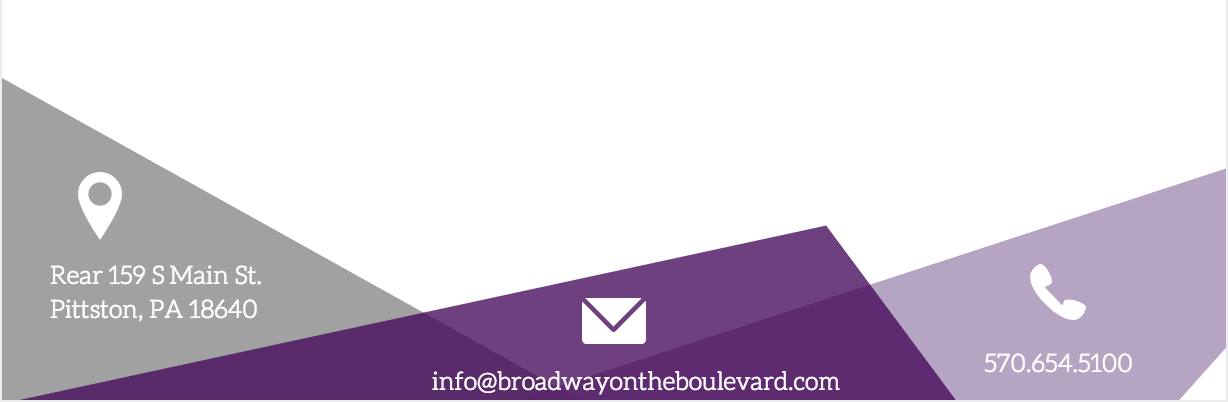 Rear 159 S Main St.
Pittston, PA 18640
info@broadwayontheboulevard.com
570.654.5100